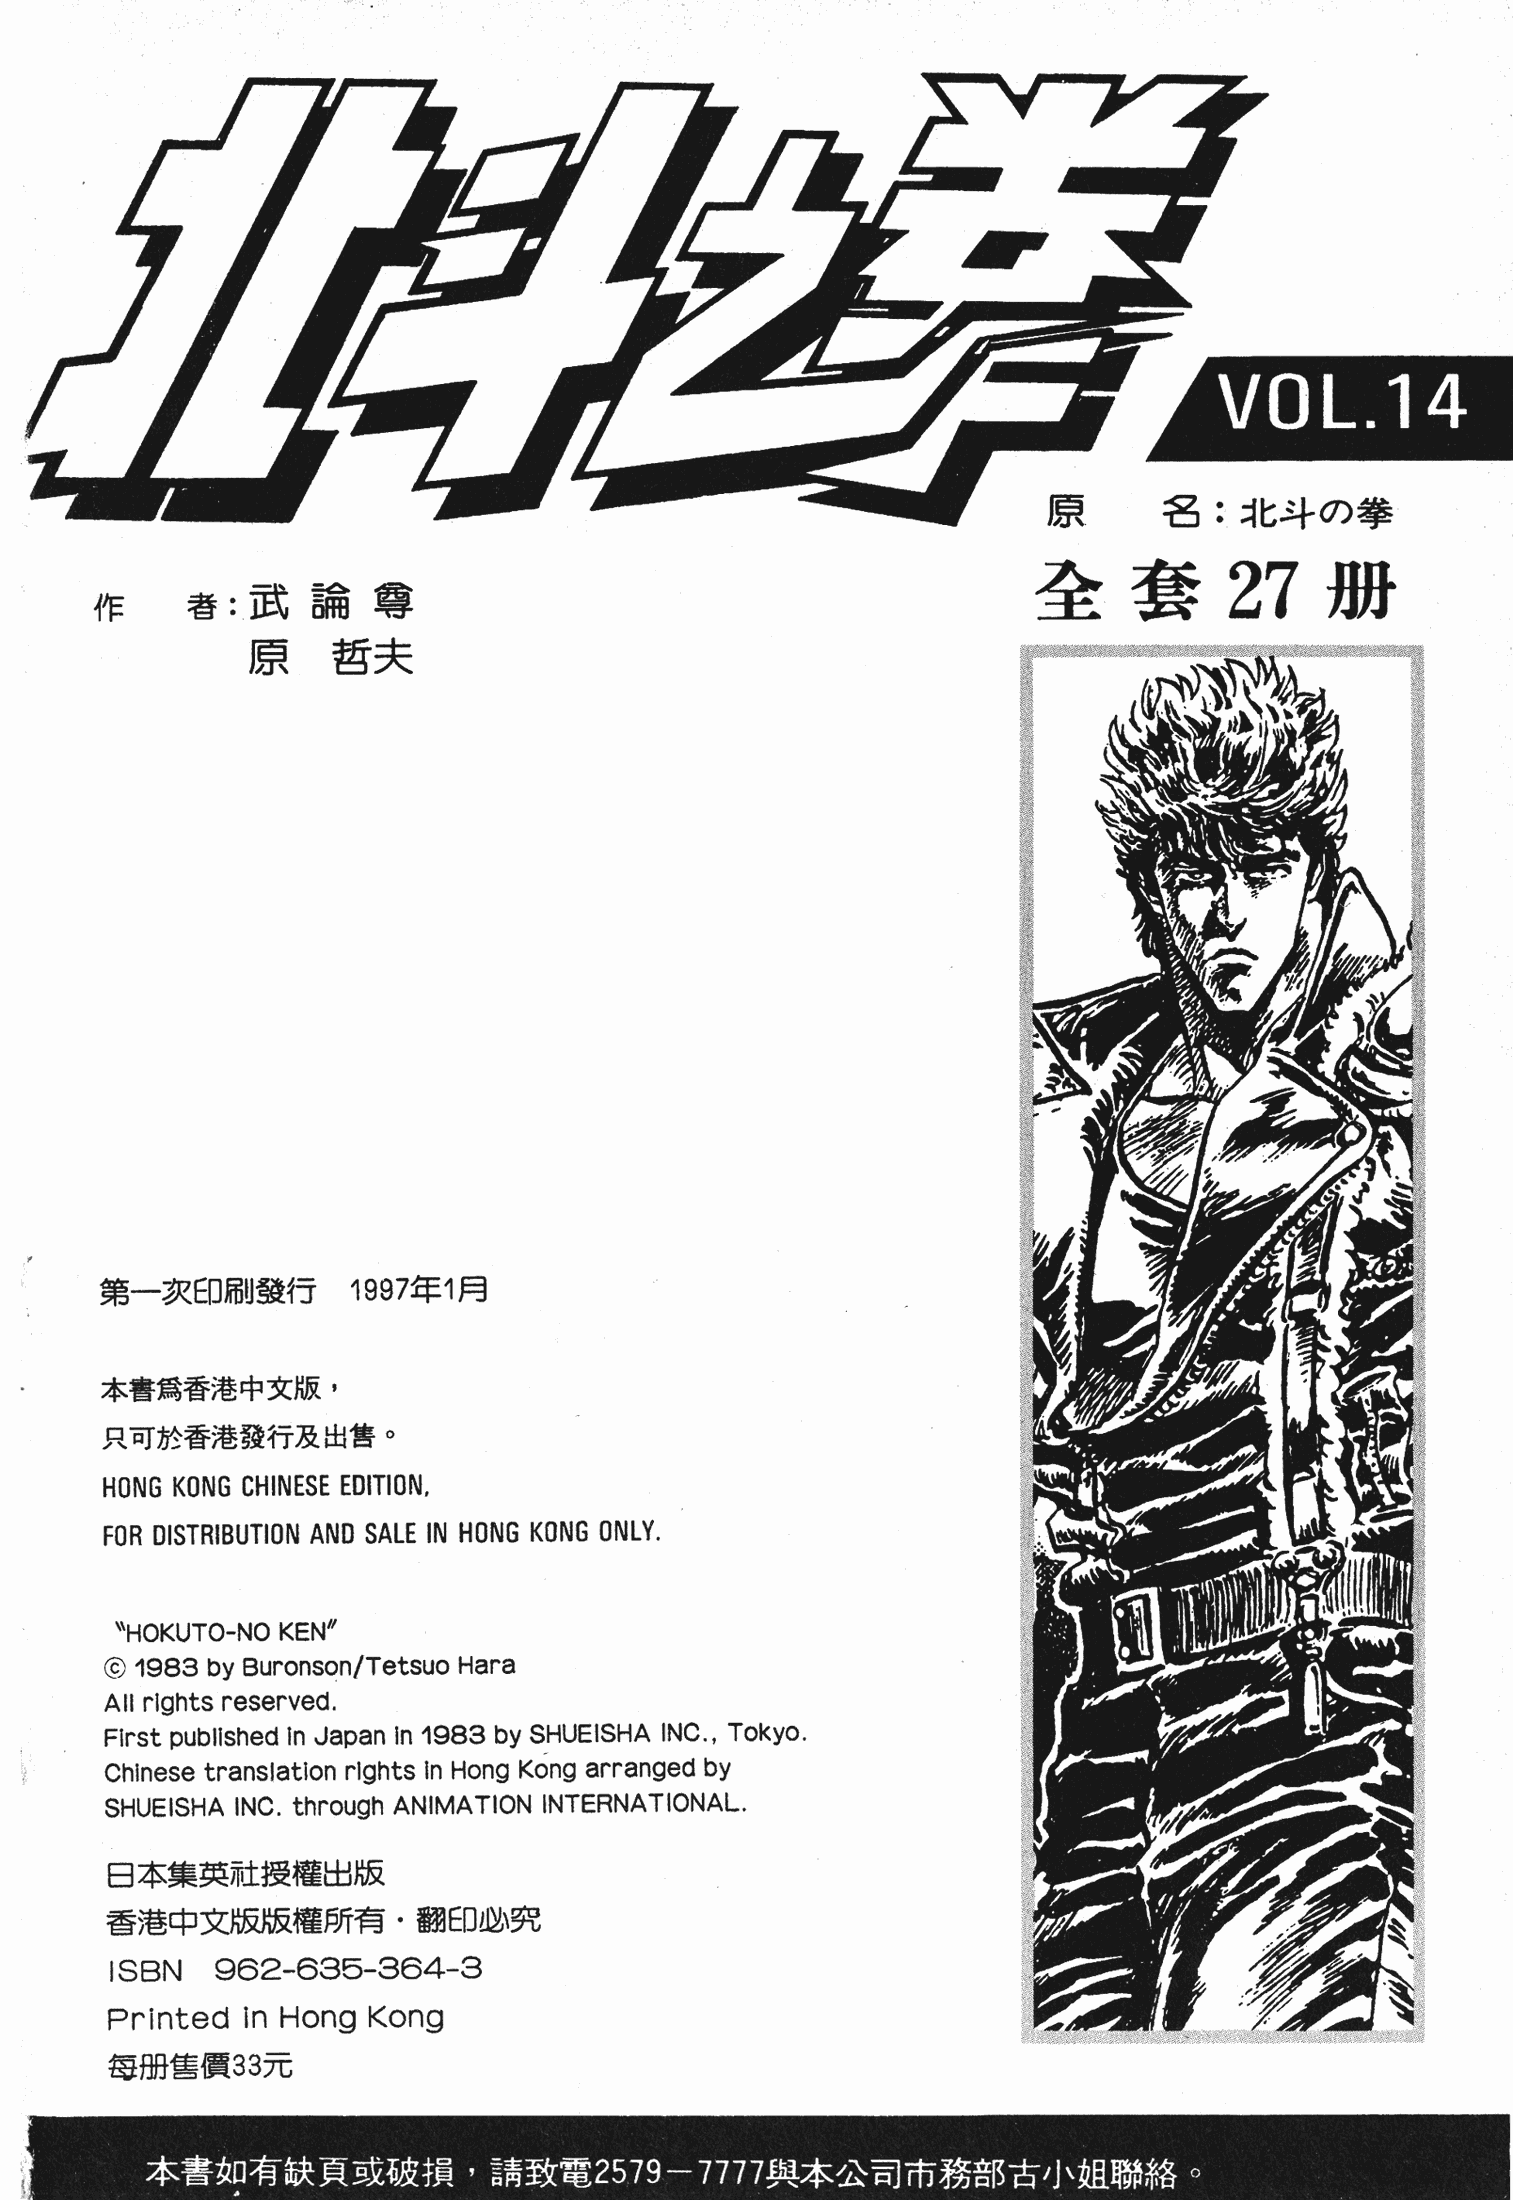 北斗之拳
VOL.14
原　名：北斗の拳
全套27册
作　者：武論尊
原　哲夫
第一次印刷發行　1997年1月
本書爲香港中文版，
只可於香港發行及出售。
HONG KONG CHINESE EDITION,
FOR DISTRIBUTION AND SALE IN HONG KONG ONLY.
"HOKUTO-NO KEN"
© 1983 by Buronson/Tetsuo Hara
All rights reserved.
First published in Japan in 1983 by SHUEISHA INC., Tokyo.
Chinese translation rights in Hong Kong arranged by
SHUEISHA INC. through ANIMATION INTERNATIONAL.
日本集英社授權出版
香港中文版版權所有・翻印必究
ISBN　962-635-364-3
Printed in Hong Kong
每册售價33元
本書如有缺頁或破損，請致電2579－7777與本公司市務部古小姐聯絡。